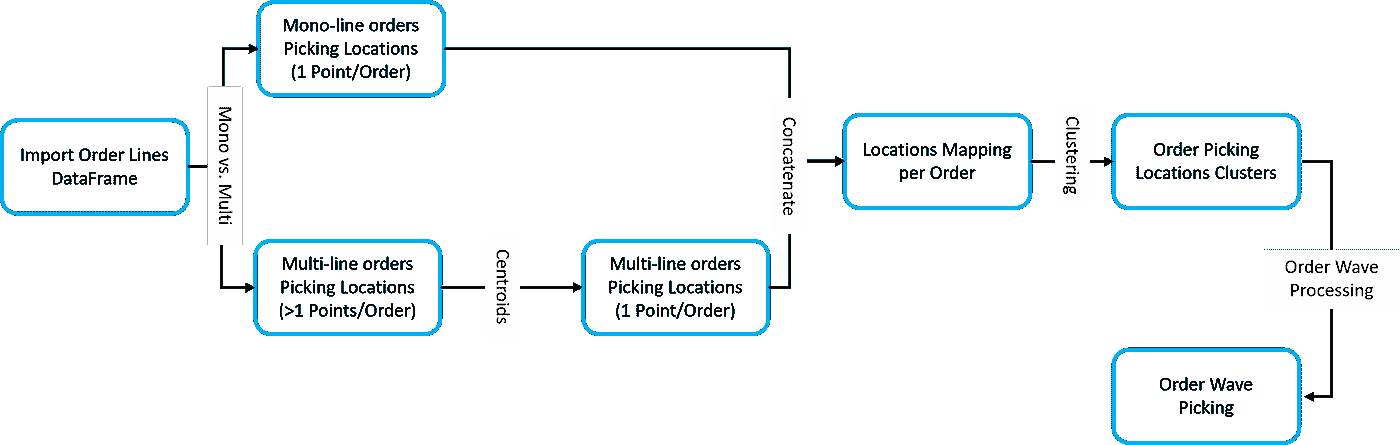 Import Order Lines
DataFrame
Mono vs. Multi
Mono-line orders
Picking Locations
(1 Point/Order)
Multi-line orders
Picking Locations
(>1 Points/Order)
Centroids
Multi-line orders
Picking Locations
(1 Point/Order)
Concatenate
Locations Mapping
per Order
Clustering
Order Picking
Locations Clusters
Order Wave
Processing
Order Wave
Picking